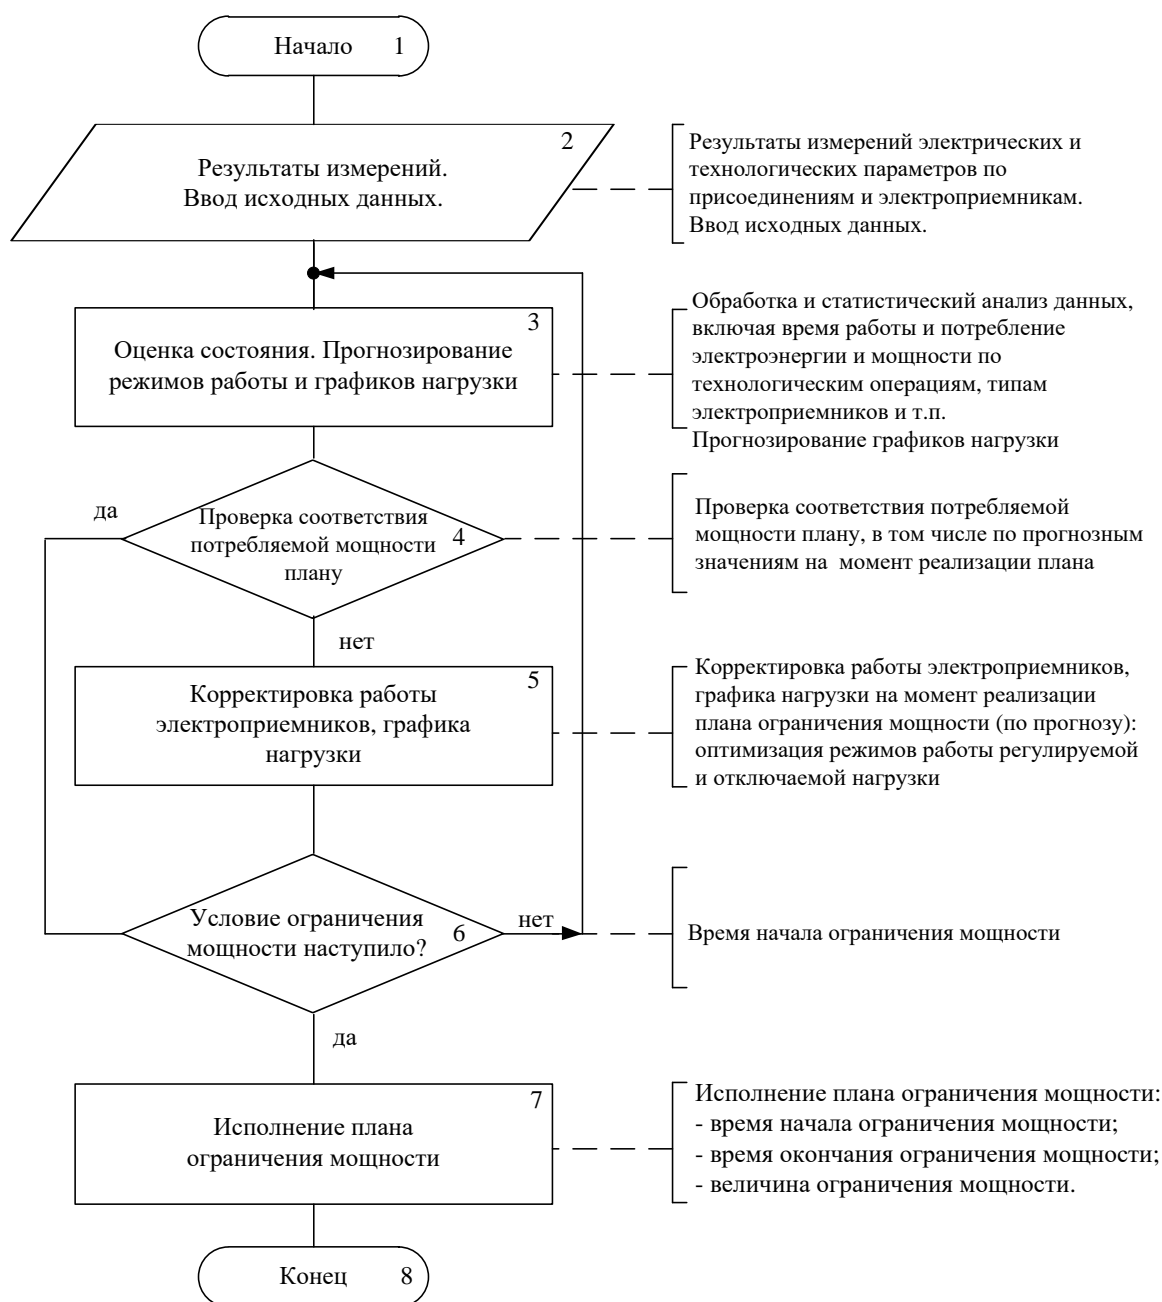 Начало 1
2
Результаты измерений.
Ввод исходных данных.
Результаты измерений электрических и
технологических параметров по
присоединениям и электроприемникам.
Ввод исходных данных.
3
Оценка состояния. Прогнозирование
режимов работы и графиков нагрузки
Обработка и статистический анализ данных,
включая время работы и потребление
электроэнергии и мощности по
технологическим операциям, типам
электроприемников и т.п.
Прогнозирование графиков нагрузки
да
Проверка соответствия
потребляемой мощности 4
плану
Проверка соответствия потребляемой
мощности плану, в том числе по прогнозным
значениям на момент реализации плана
нет
5
Корректировка работы
электроприемников, графика
нагрузки
Корректировка работы электроприемников,
графика нагрузки на момент реализации
плана ограничения мощности (по прогнозу):
оптимизация режимов работы регулируемой
и отключаемой нагрузки
Условие ограничения
мощности наступило? 6
нет
Время начала ограничения мощности
да
7
Исполнение плана
ограничения мощности
Исполнение плана ограничения мощности:
- время начала ограничения мощности;
- время окончания ограничения мощности;
- величина ограничения мощности.
Конец 8